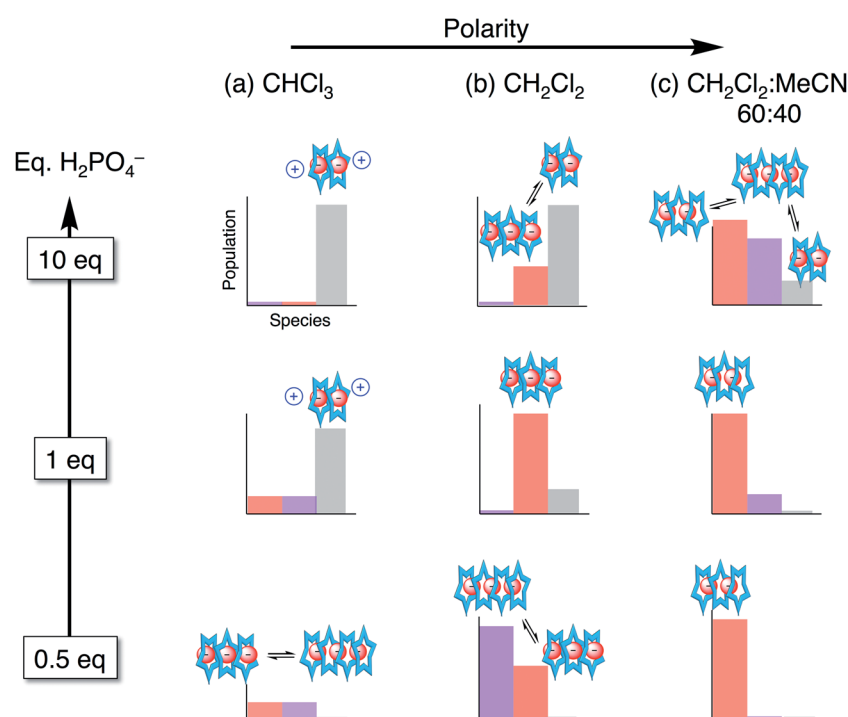 Polarity
(a) CHCl₃
(b) CH₂Cl₂
(c) CH₂Cl₂:MeCN
60:40
Eq. H₂PO₄⁻
10 eq
Population
Species
1 eq
0.5 eq